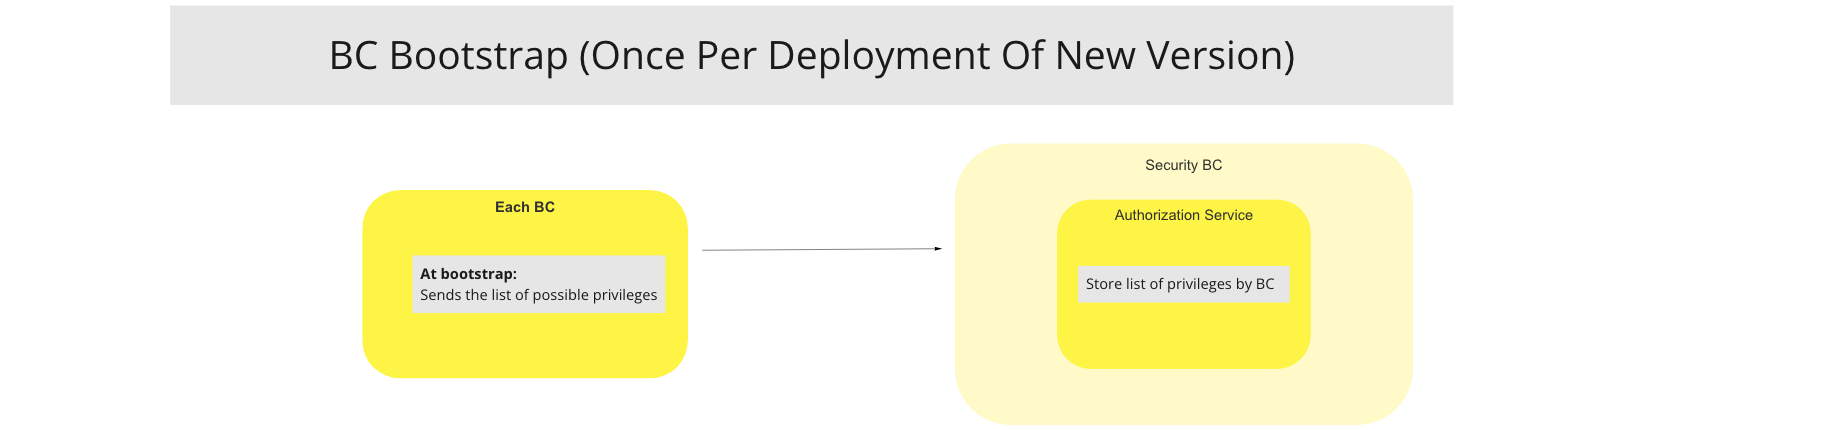 BC Bootstrap (Once Per Deployment Of New Version)
Each BC
At bootstrap:
Sends the list of possible privileges
Security BC
Authorization Service
Store list of privileges by BC